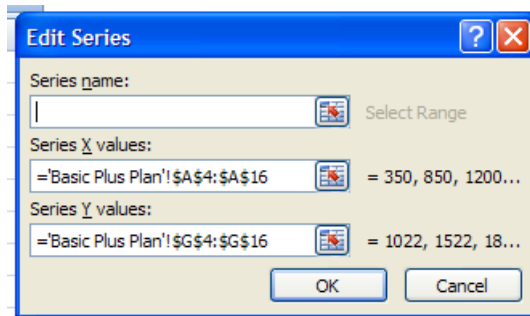 Edit Series
Series name:
Select Range
Series X values:
='Basic Plus Plan'!$A$4:$A$16 = 350, 850, 1200...
Series Y values:
='Basic Plus Plan'!$G$4:$G$16 = 1022, 1522, 18...
OK Cancel